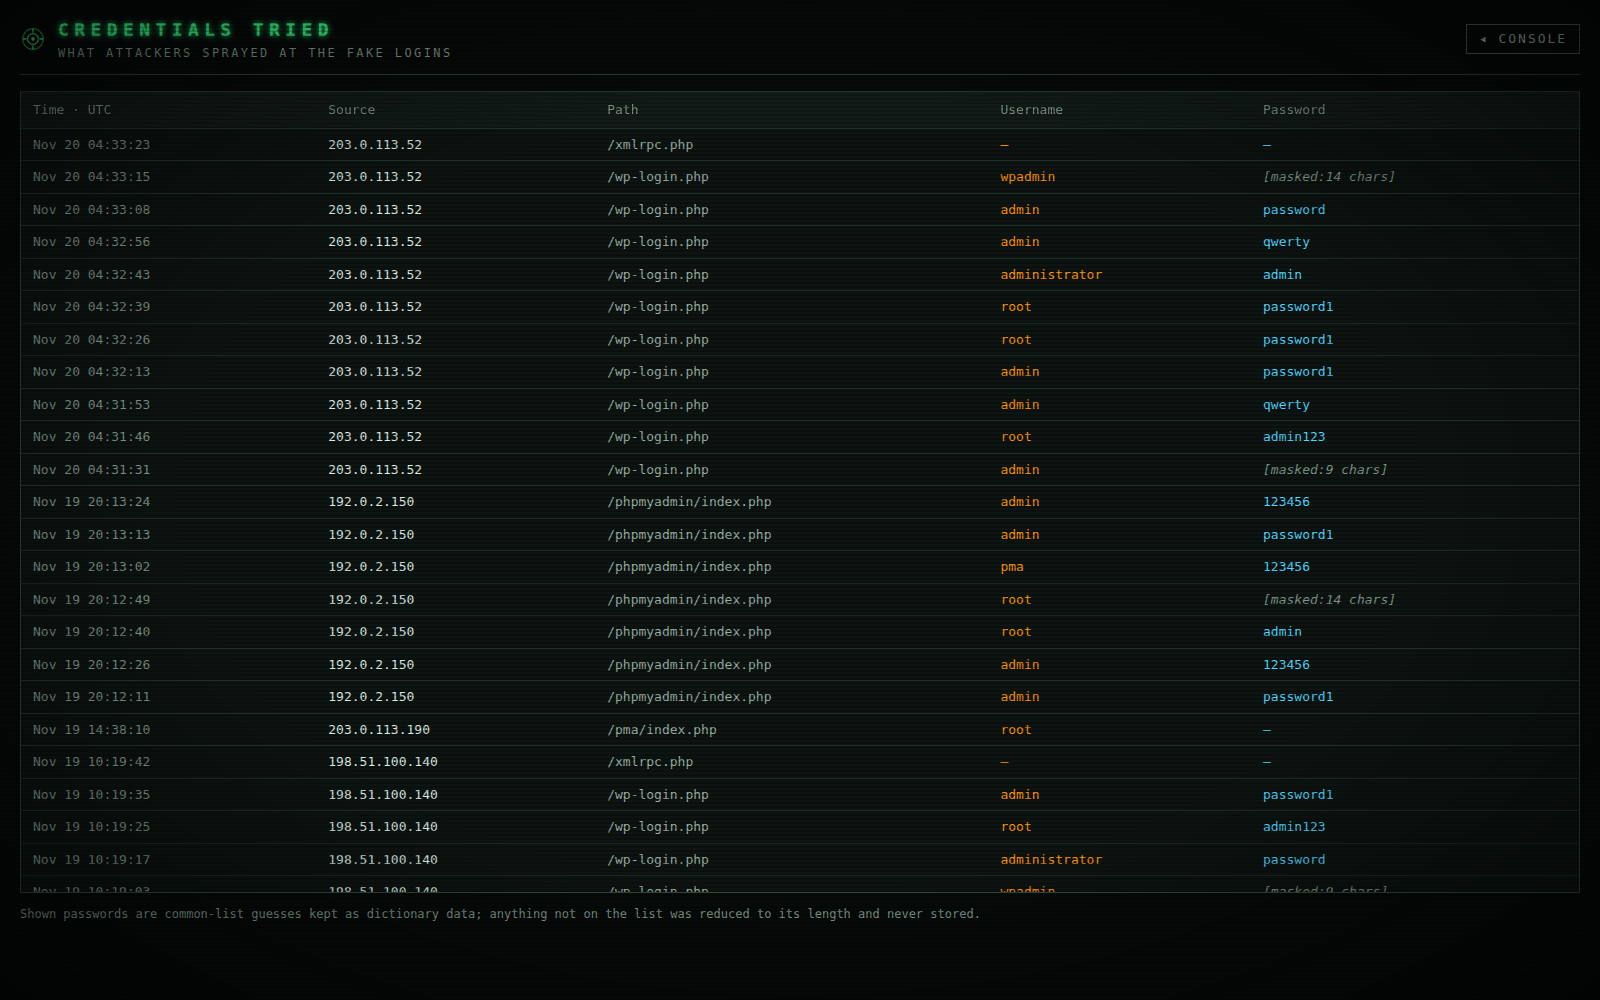 CREDENTIALS TRIED
WHAT ATTACKERS SPRAYED AT THE FAKE LOGINS
◂ CONSOLE
Time · UTC Source Path Username Password
Nov 20 04:33:23 203.0.113.52 /xmlrpc.php — —
Nov 20 04:33:15 203.0.113.52 /wp-login.php wpadmin [masked:14 chars]
Nov 20 04:33:08 203.0.113.52 /wp-login.php admin password
Nov 20 04:32:56 203.0.113.52 /wp-login.php admin qwerty
Nov 20 04:32:43 203.0.113.52 /wp-login.php administrator admin
Nov 20 04:32:39 203.0.113.52 /wp-login.php root password1
Nov 20 04:32:26 203.0.113.52 /wp-login.php root password1
Nov 20 04:32:13 203.0.113.52 /wp-login.php admin password1
Nov 20 04:31:53 203.0.113.52 /wp-login.php admin qwerty
Nov 20 04:31:46 203.0.113.52 /wp-login.php root admin123
Nov 20 04:31:31 203.0.113.52 /wp-login.php admin [masked:9 chars]
Nov 19 20:13:24 192.0.2.150 /phpmyadmin/index.php admin 123456
Nov 19 20:13:13 192.0.2.150 /phpmyadmin/index.php admin password1
Nov 19 20:13:02 192.0.2.150 /phpmyadmin/index.php pma 123456
Nov 19 20:12:49 192.0.2.150 /phpmyadmin/index.php root [masked:14 chars]
Nov 19 20:12:40 192.0.2.150 /phpmyadmin/index.php root admin
Nov 19 20:12:26 192.0.2.150 /phpmyadmin/index.php admin 123456
Nov 19 20:12:11 192.0.2.150 /phpmyadmin/index.php admin password1
Nov 19 14:38:10 203.0.113.190 /pma/index.php root —
Nov 19 10:19:42 198.51.100.140 /xmlrpc.php — —
Nov 19 10:19:35 198.51.100.140 /wp-login.php admin password1
Nov 19 10:19:25 198.51.100.140 /wp-login.php root admin123
Nov 19 10:19:17 198.51.100.140 /wp-login.php administrator password
Nov 19 10:19:03 198.51.100.140 /wp-login.php wpadmin [masked:9 chars]
Shown passwords are common-list guesses kept as dictionary data; anything not on the list was reduced to its length and never stored.